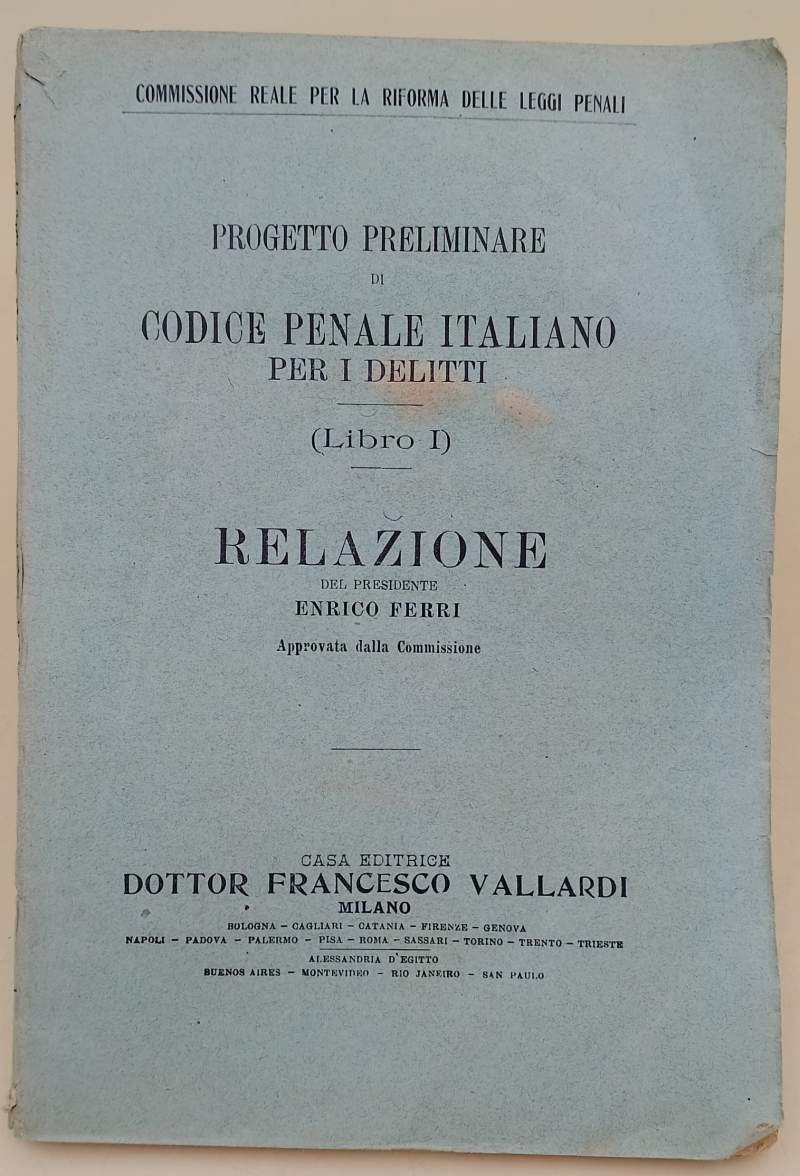 COMMISSIONE REALE PER LA RIFORMA DELLE LEGGI PENALI
PROGETTO PRELIMINARE
DI
CODICE PENALE ITALIANO
PER I DELITTI
(Libro I)
RELAZIONE
DEL PRESIDENTE
ENRICO FERRI
Approvata dalla Commissione
CASA EDITRICE
DOTTOR FRANCESCO VALLARDI
MILANO
BOLOGNA – CAGLIARI – CATANIA – FIRENZE – GENOVA
NAPOLI – PADOVA – PALERMO – PISA – ROMA – SASSARI – TORINO – TRENTO – TRIESTE
ALESSANDRIA D'EGITTO
BUENOS AIRES – MONTEVIDEO – RIO JANEIRO – SAN PAULO